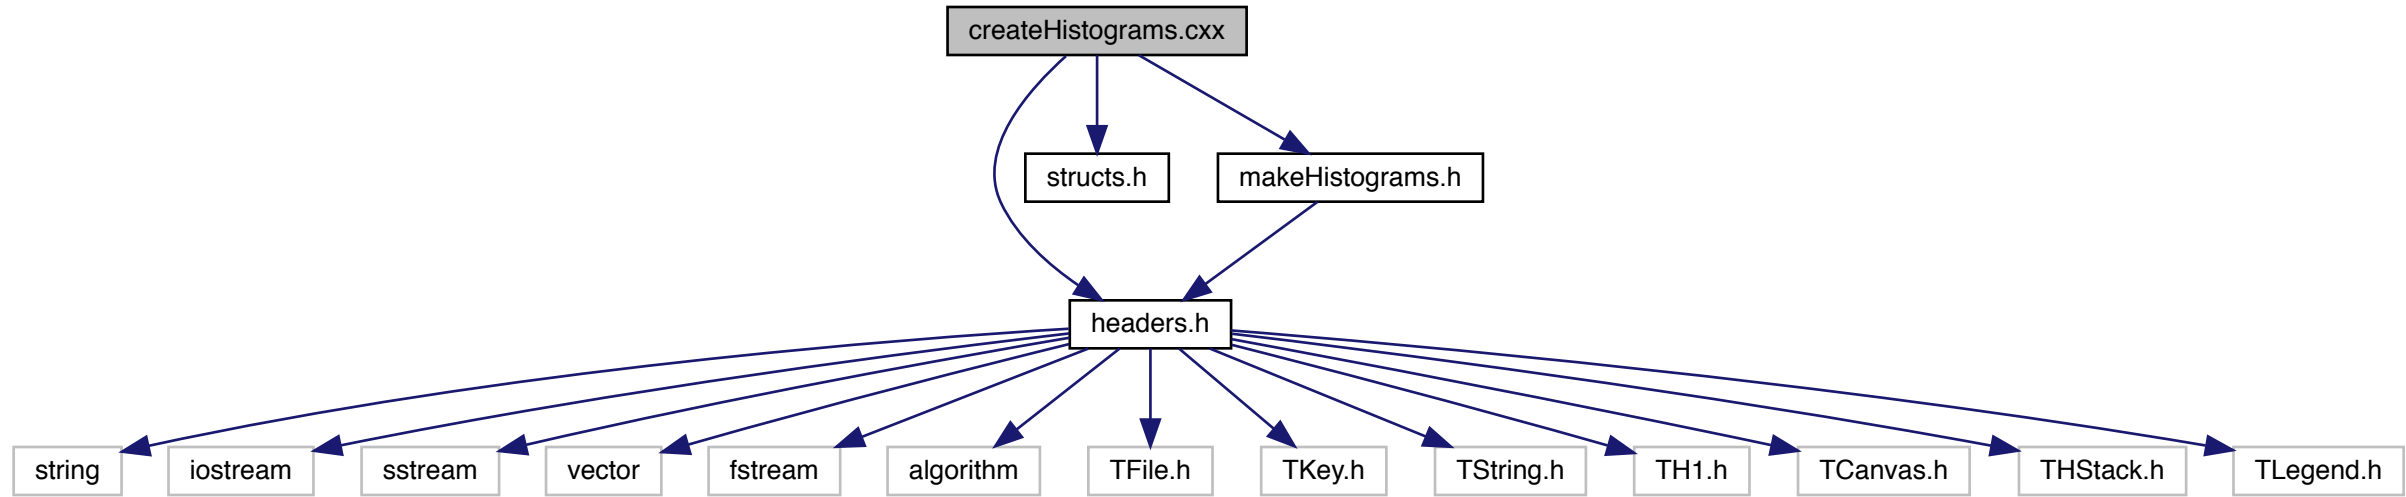 createHistograms.cxx
structs.h
makeHistograms.h
headers.h
string
iostream
sstream
vector
fstream
algorithm
TFile.h
TKey.h
TString.h
TH1.h
TCanvas.h
THStack.h
TLegend.h